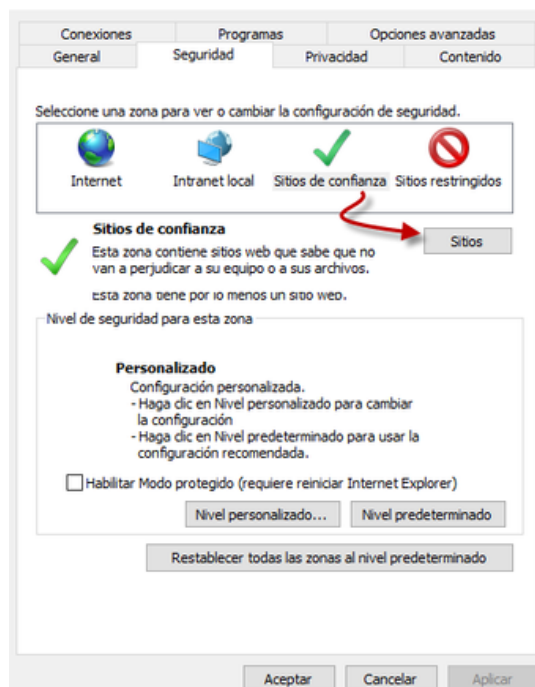 Conexiones Programas Opciones avanzadas
General Seguridad Privacidad Contenido
Seleccione una zona para ver o cambiar la configuración de seguridad.
Internet Intranet local Sitios de confianza Sitios restringidos
Sitios de confianza
Sitios
Esta zona contiene sitios web que sabe que no
van a perjudicar a su equipo o a sus archivos.
Esta zona tiene por lo menos un sitio web.
Nivel de seguridad para esta zona
Personalizado
Configuración personalizada.
- Haga clic en Nivel personalizado para cambiar
la configuración
- Haga clic en Nivel predeterminado para usar la
configuración recomendada.
Habilitar Modo protegido (requiere reiniciar Internet Explorer)
Nivel personalizado... Nivel predeterminado
Restablecer todas las zonas al nivel predeterminado
Aceptar Cancelar Aplicar